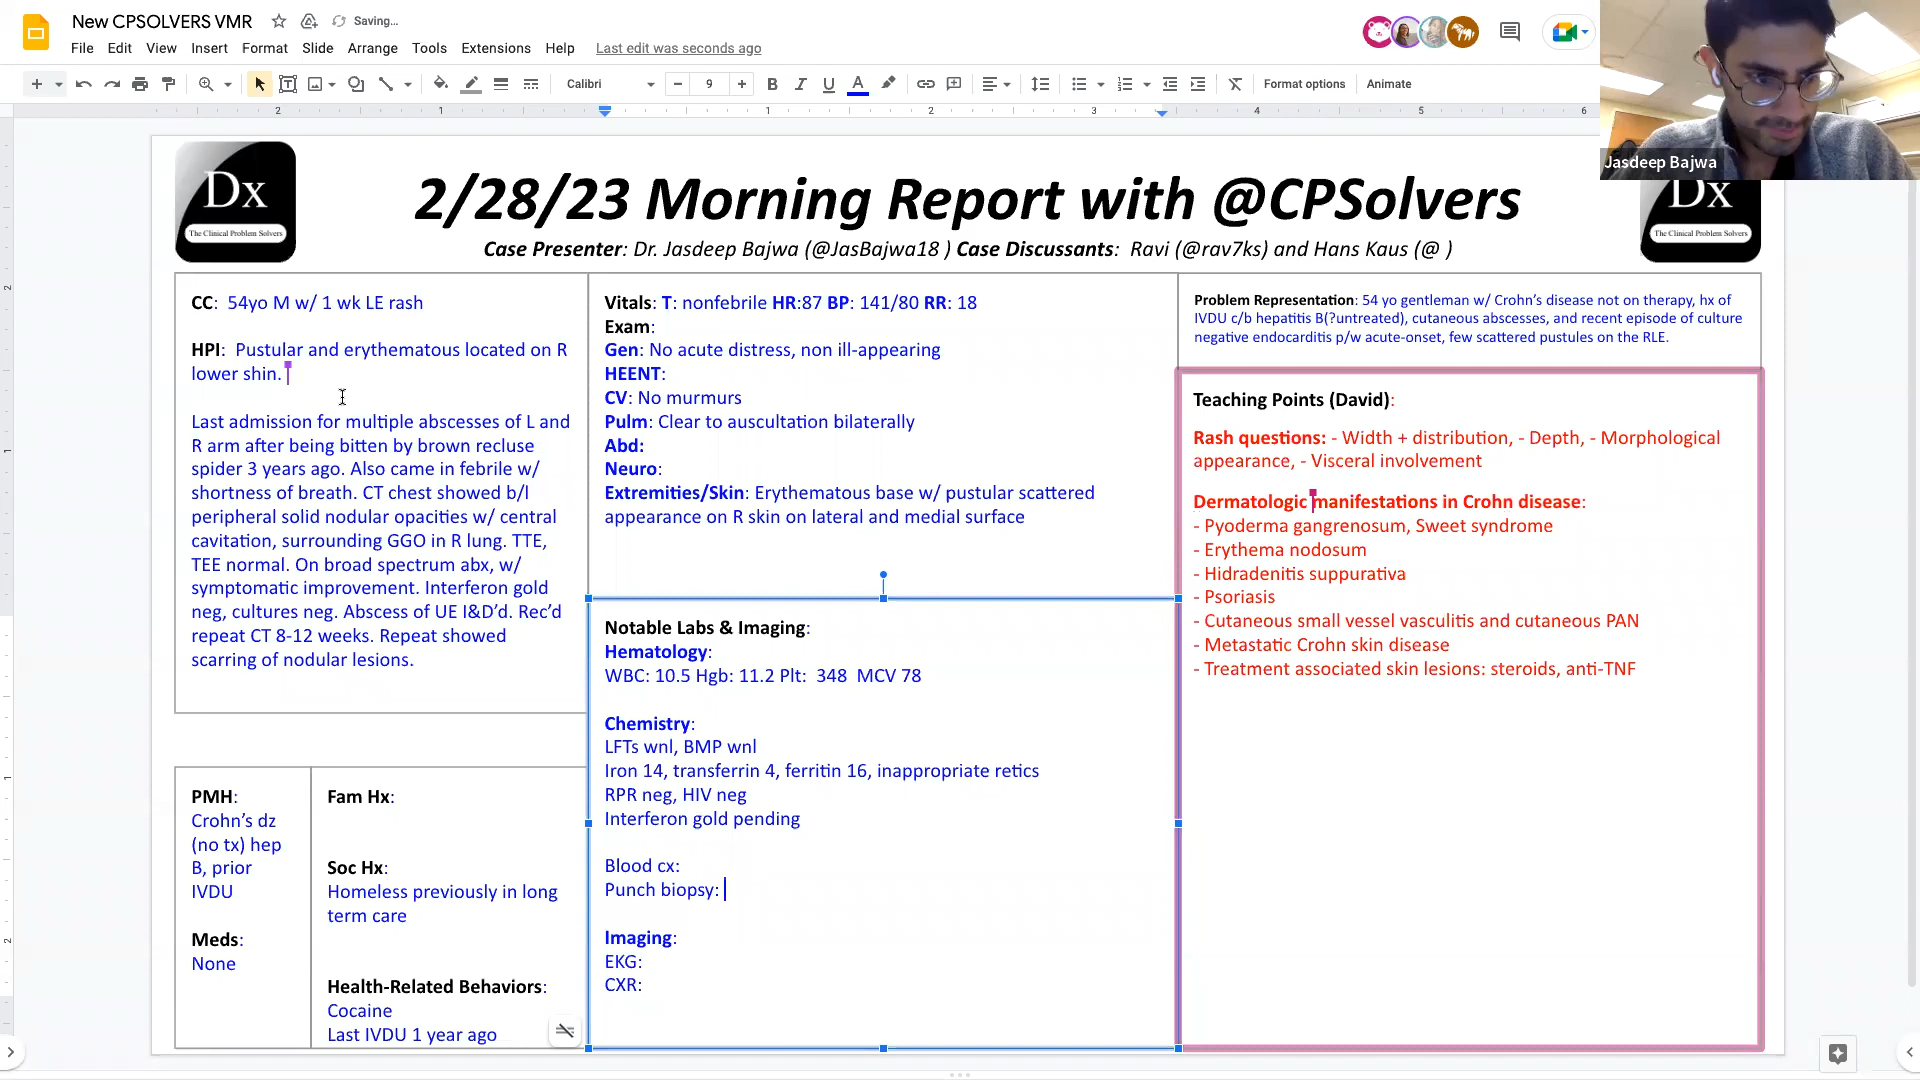 New CPSOLVERS VMR
Saving...
File Edit View Insert Format Slide Arrange Tools Extensions Help Last edit was seconds ago
Calibri
9
Format options
Animate
2 1 1 2 3 4 5 6
Jasdeep Bajwa
Dx
The Clinical Problem Solvers
2/28/23 Morning Report with @CPSolvers
Case Presenter: Dr. Jasdeep Bajwa (@JasBajwa18 ) Case Discussants: Ravi (@rav7ks) and Hans Kaus (@ )
Dx
The Clinical Problem Solvers
CC: 54yo M w/ 1 wk LE rash
HPI: Pustular and erythematous located on R
lower shin.
Last admission for multiple abscesses of L and
R arm after being bitten by brown recluse
spider 3 years ago. Also came in febrile w/
shortness of breath. CT chest showed b/l
peripheral solid nodular opacities w/ central
cavitation, surrounding GGO in R lung. TTE,
TEE normal. On broad spectrum abx, w/
symptomatic improvement. Interferon gold
neg, cultures neg. Abscess of UE I&D'd. Rec'd
repeat CT 8-12 weeks. Repeat showed
scarring of nodular lesions.
PMH:
Crohn's dz
(no tx) hep
B, prior
IVDU
Meds:
None
Fam Hx:
Soc Hx:
Homeless previously in long
term care
Health-Related Behaviors:
Cocaine
Last IVDU 1 year ago
Vitals: T: nonfebrile HR:87 BP: 141/80 RR: 18
Exam:
Gen: No acute distress, non ill-appearing
HEENT:
CV: No murmurs
Pulm: Clear to auscultation bilaterally
Abd:
Neuro:
Extremities/Skin: Erythematous base w/ pustular scattered
appearance on R skin on lateral and medial surface
Notable Labs & Imaging:
Hematology:
WBC: 10.5 Hgb: 11.2 Plt: 348 MCV 78
Chemistry:
LFTs wnl, BMP wnl
Iron 14, transferrin 4, ferritin 16, inappropriate retics
RPR neg, HIV neg
Interferon gold pending
Blood cx:
Punch biopsy:
Imaging:
EKG:
CXR:
Problem Representation: 54 yo gentleman w/ Crohn's disease not on therapy, hx of
IVDU c/b hepatitis B(?untreated), cutaneous abscesses, and recent episode of culture
negative endocarditis p/w acute-onset, few scattered pustules on the RLE.
Teaching Points (David):
Rash questions: - Width + distribution, - Depth, - Morphological
appearance, - Visceral involvement
Dermatologic manifestations in Crohn disease:
- Pyoderma gangrenosum, Sweet syndrome
- Erythema nodosum
- Hidradenitis suppurativa
- Psoriasis
- Cutaneous small vessel vasculitis and cutaneous PAN
- Metastatic Crohn skin disease
- Treatment associated skin lesions: steroids, anti-TNF